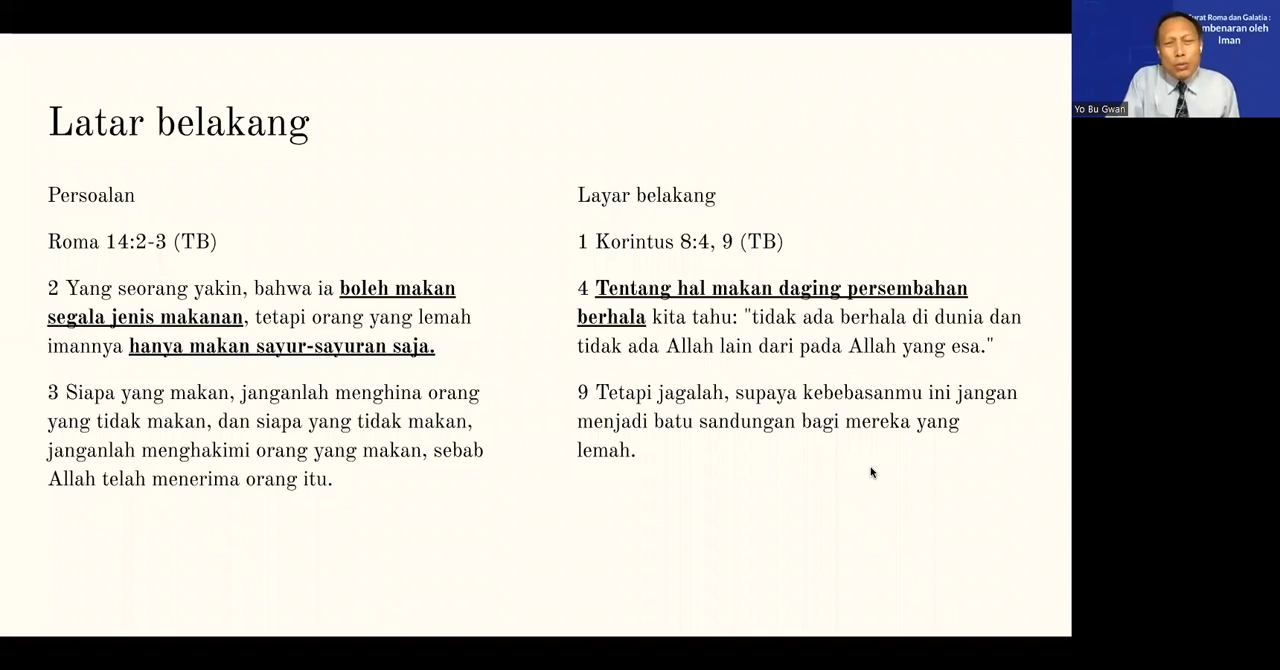 Latar belakang
Persoalan
Roma 14:2-3 (TB)
2 Yang seorang yakin, bahwa ia boleh makan
segala jenis makanan, tetapi orang yang lemah
imannya hanya makan sayur-sayuran saja.
3 Siapa yang makan, janganlah menghina orang
yang tidak makan, dan siapa yang tidak makan,
janganlah menghakimi orang yang makan, sebab
Allah telah menerima orang itu.
Layar belakang
1 Korintus 8:4, 9 (TB)
4 Tentang hal makan daging persembahan
berhala kita tahu: "tidak ada berhala di dunia dan
tidak ada Allah lain dari pada Allah yang esa."
9 Tetapi jagalah, supaya kebebasanmu ini jangan
menjadi batu sandungan bagi mereka yang
lemah.
urat Roma dan Galatia :
mbenaran oleh
Iman
Yo Bu Gwan